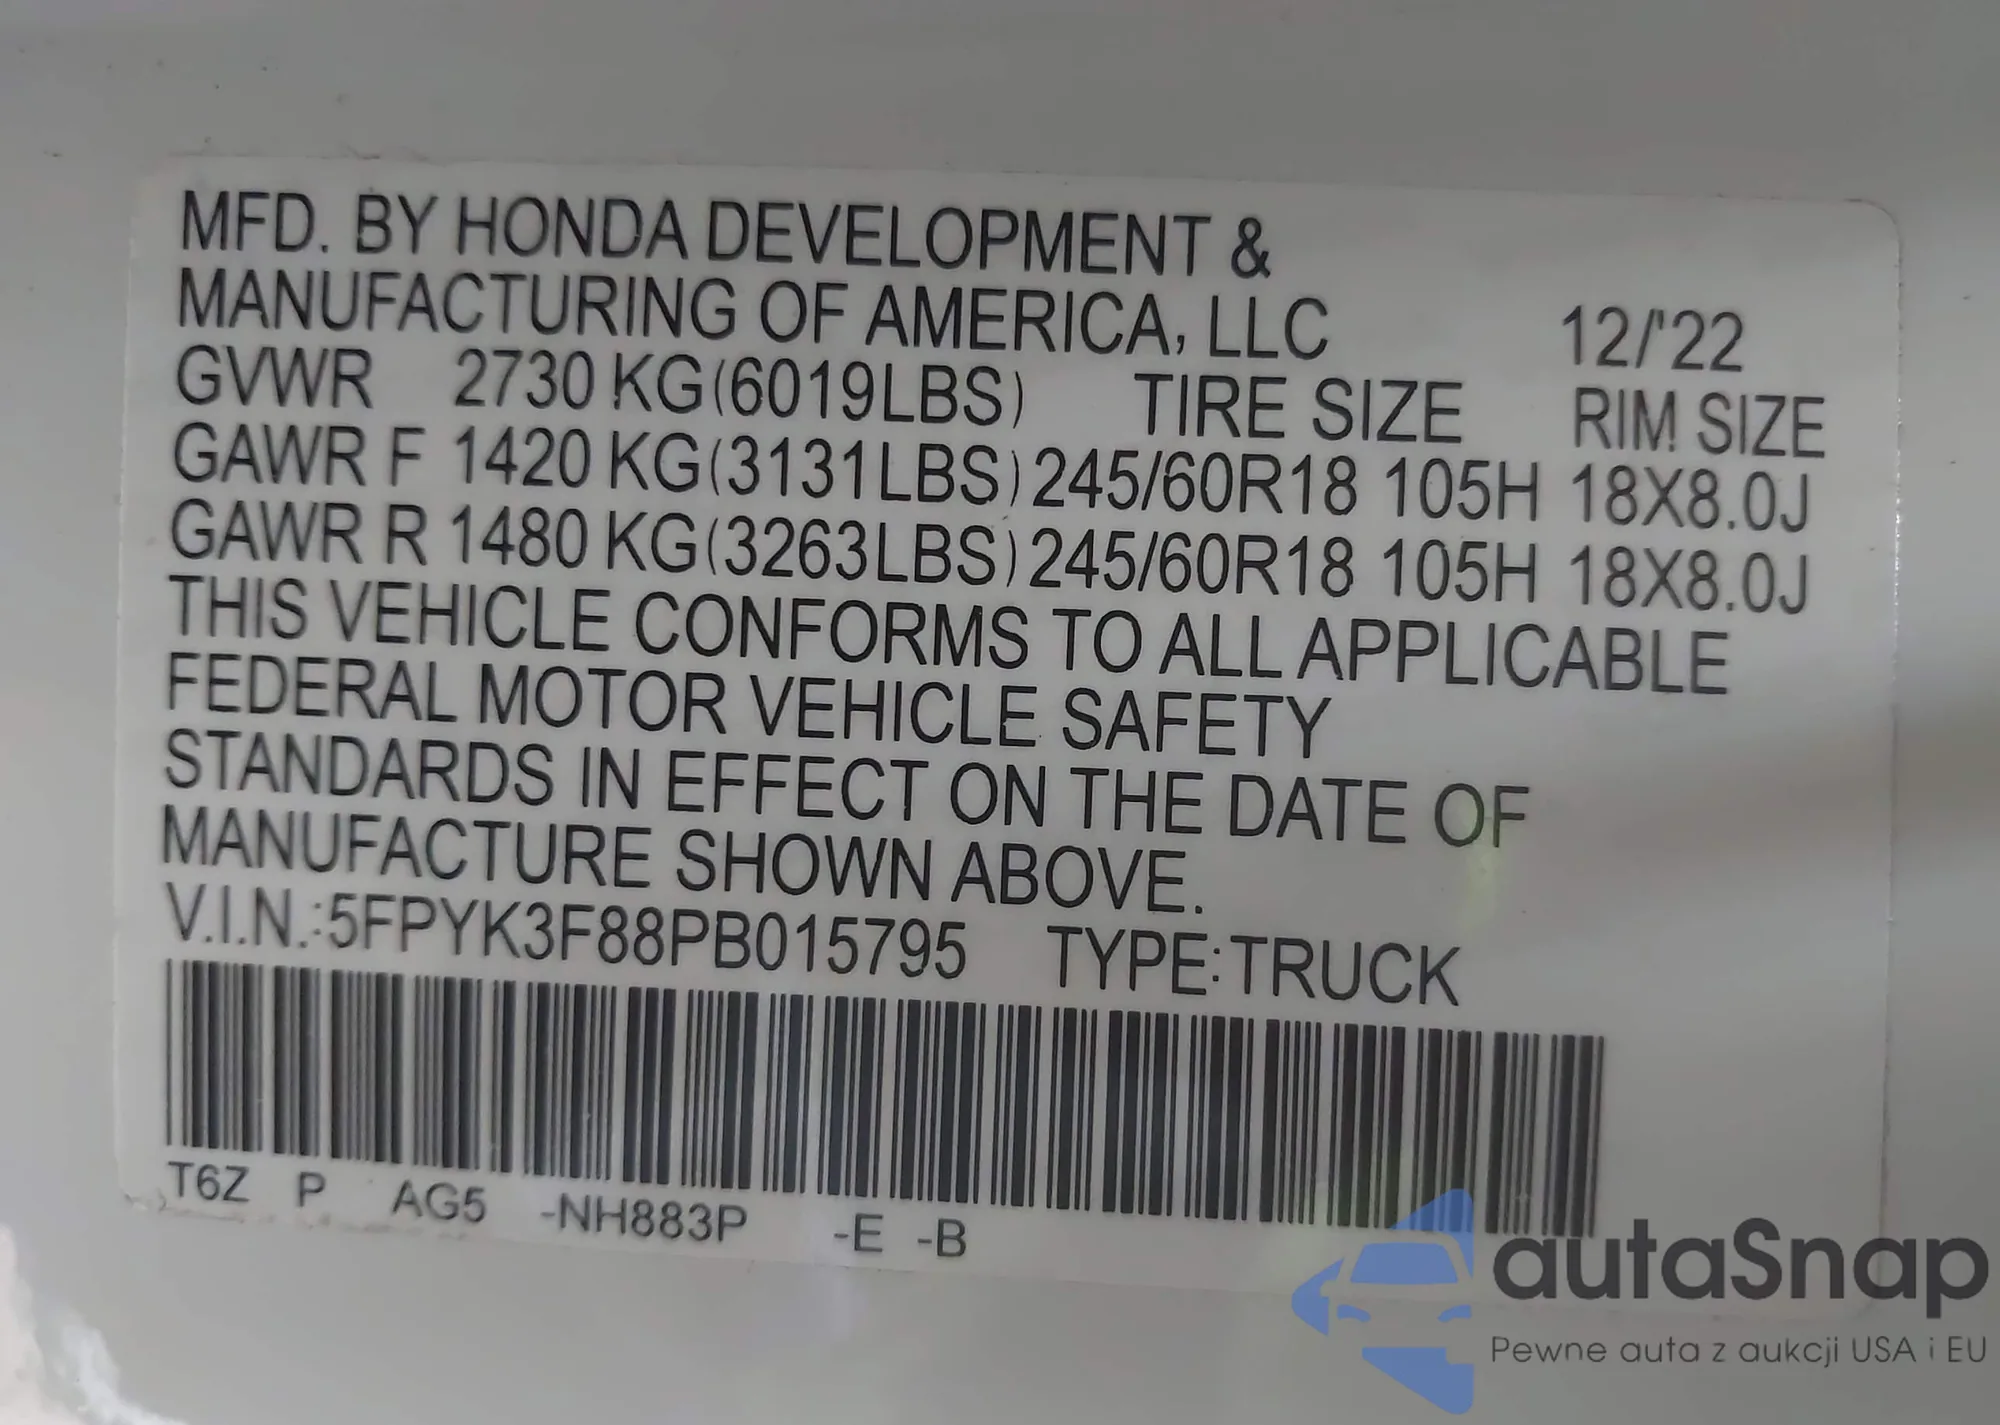 MFD. BY HONDA DEVELOPMENT &
MANUFACTURING OF AMERICA, LLC 12/'22
GVWR 2730 KG(6019LBS) TIRE SIZE RIM SIZE
GAWR F 1420 KG(3131LBS) 245/60R18 105H 18X8.0J
GAWR R 1480 KG(3263LBS) 245/60R18 105H 18X8.0J
THIS VEHICLE CONFORMS TO ALL APPLICABLE
FEDERAL MOTOR VEHICLE SAFETY
STANDARDS IN EFFECT ON THE DATE OF
MANUFACTURE SHOWN ABOVE.
V.I.N.:5FPYK3F88PB015795 TYPE:TRUCK
T6Z P AG5 -NH883P -E -B
autaSnap
Pewne auta z aukcji USA i EU